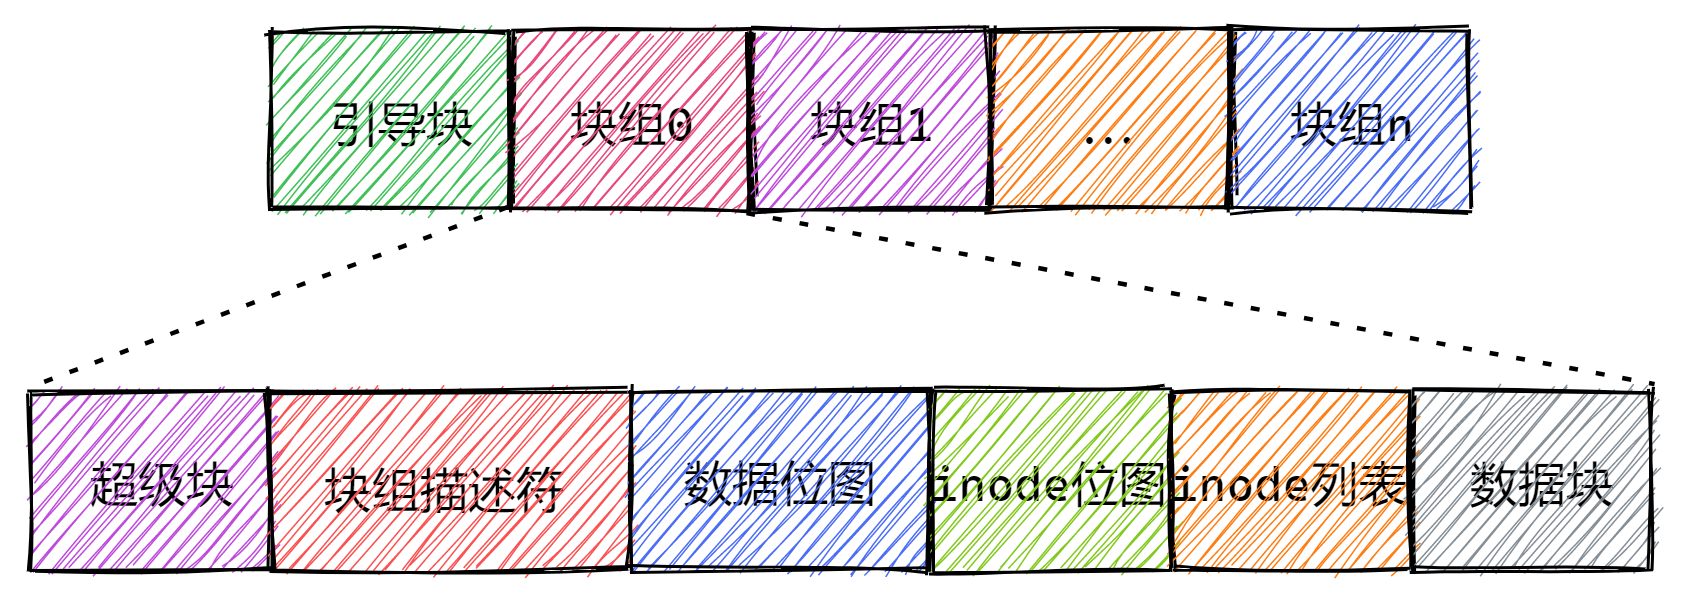 引导块 块组0 块组1 ... 块组n
超级块 块组描述符 数据位图 inode位图 inode列表 数据块